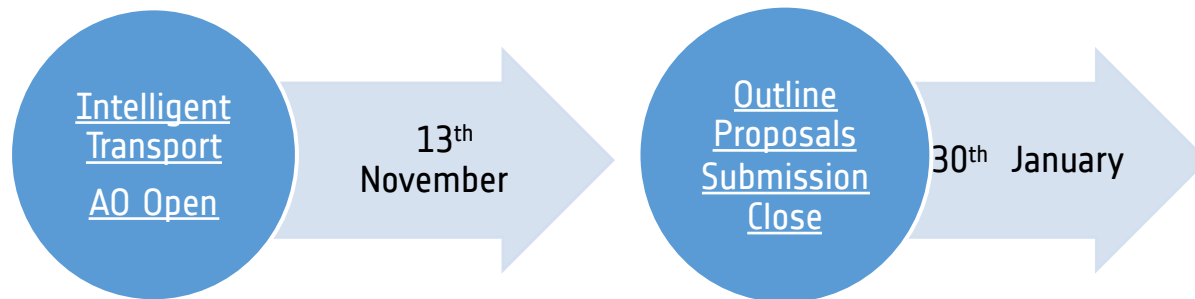 Intelligent
Transport
AO Open
13th
November
Outline
Proposals
Submission
Close
30th January